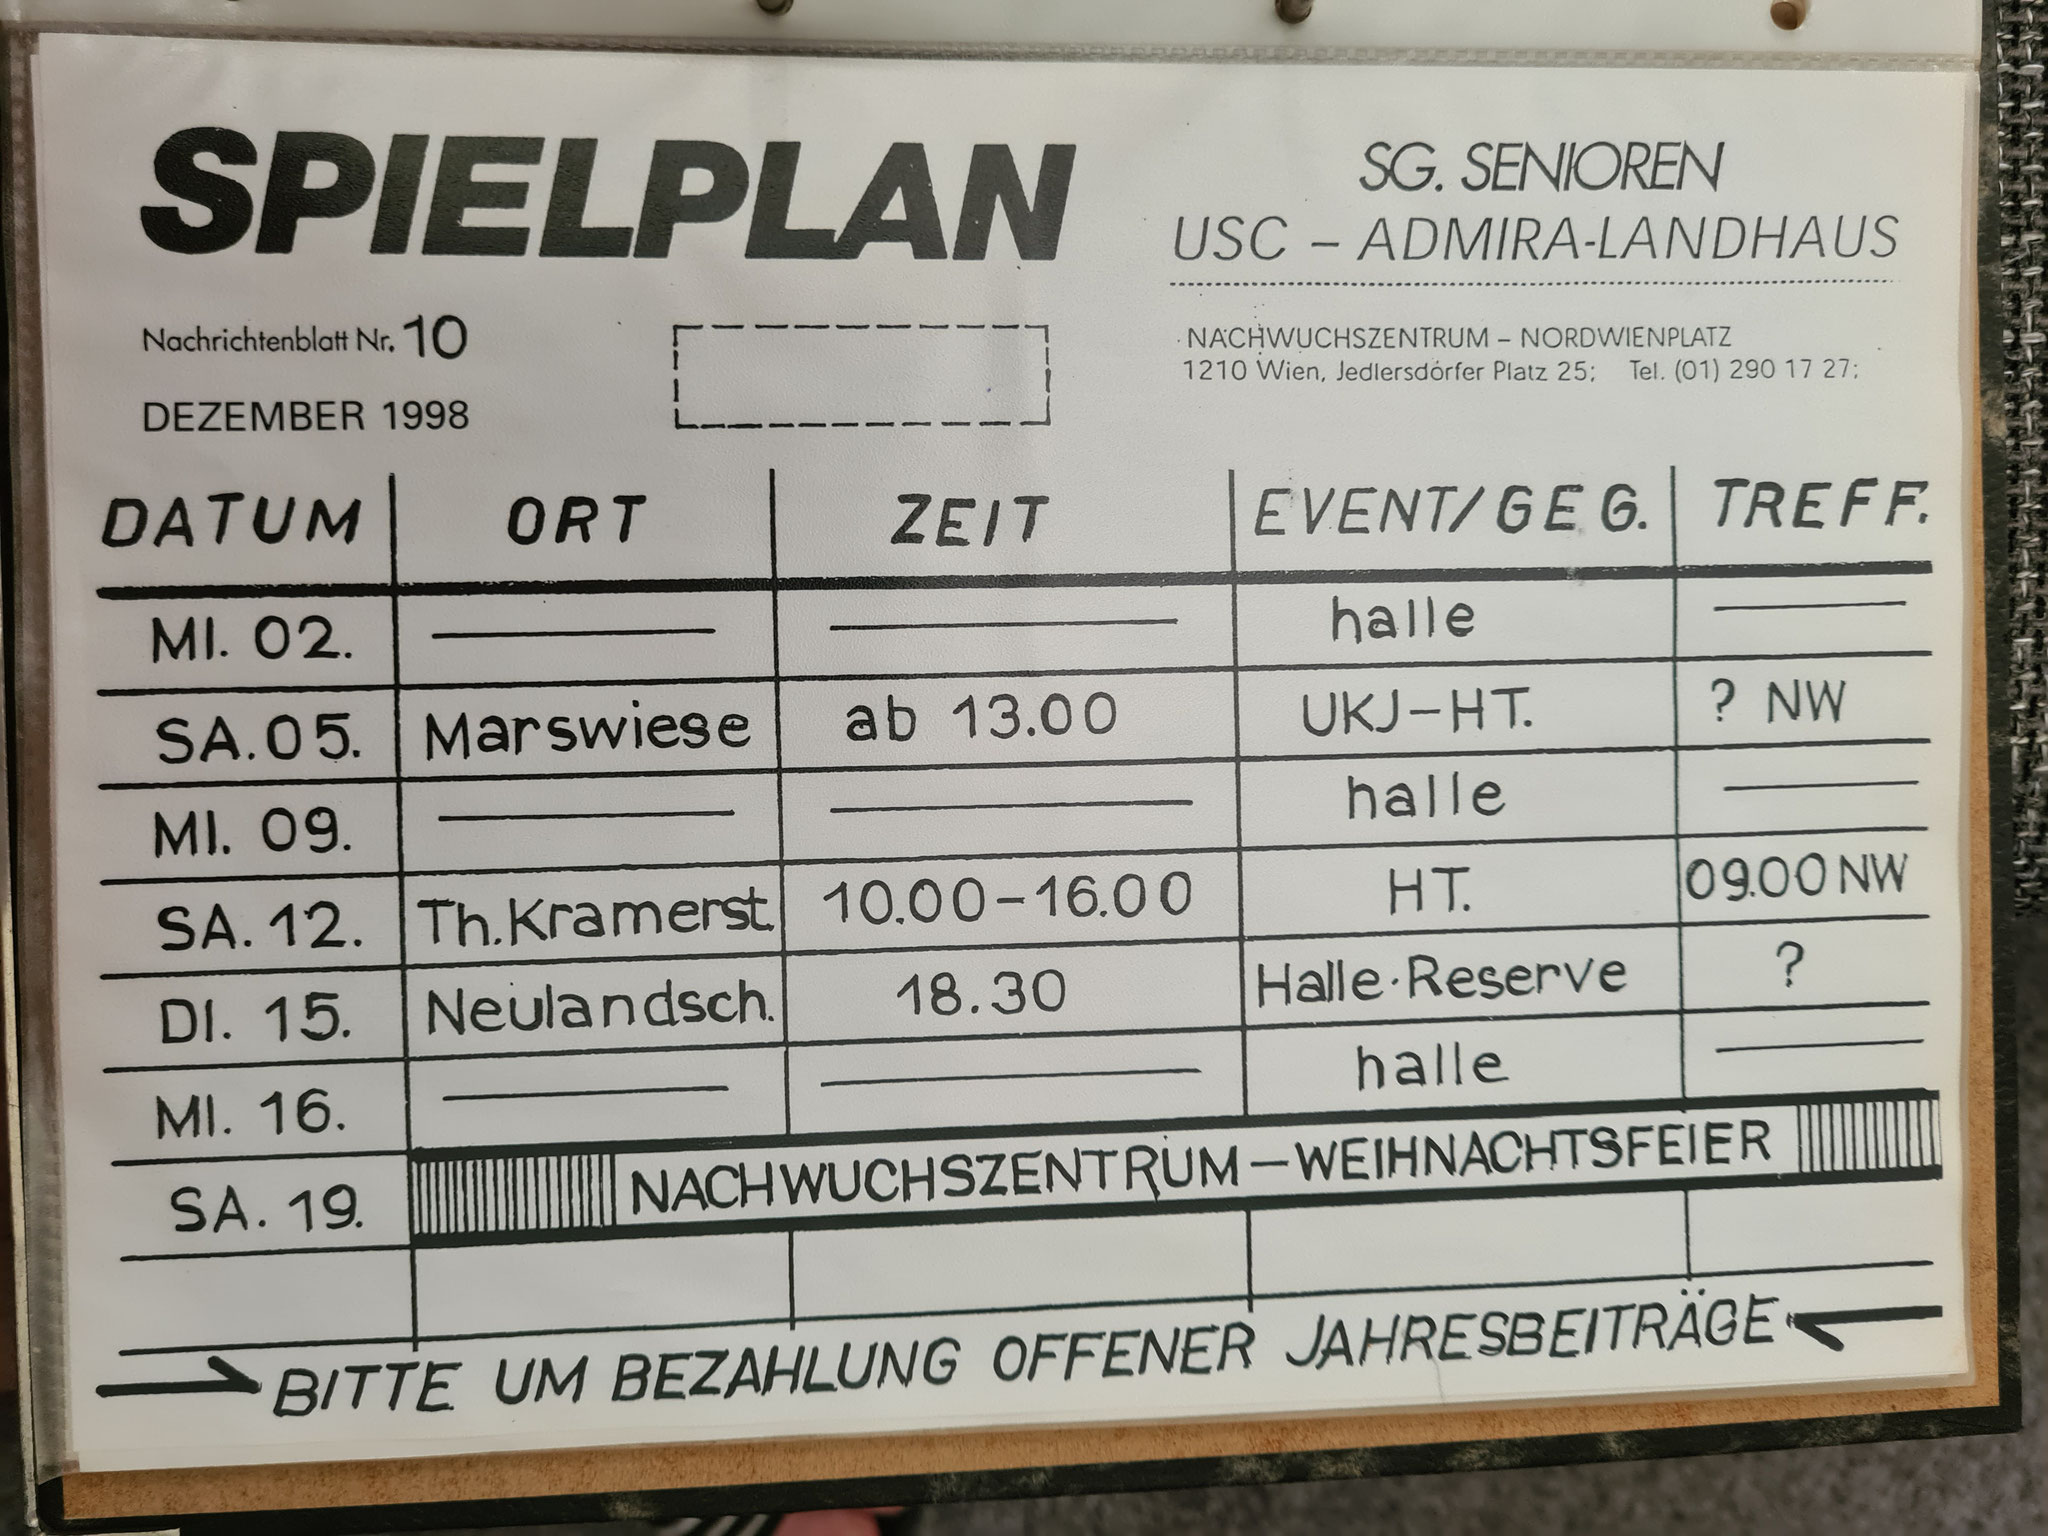 SPIELPLAN
SG. SENIOREN
USC – ADMIRA-LANDHAUS
Nachrichtenblatt Nr. 10
DEZEMBER 1998
NACHWUCHSZENTRUM – NORDWIENPLATZ
1210 Wien, Jedlersdörfer Platz 25; Tel. (01) 290 17 27;
DATUM ORT ZEIT EVENT/GEG. TREFF.
MI. 02. halle
SA. 05. Marswiese ab 13.00 UKJ–HT. ? NW
MI. 09. halle
SA. 12. Th. Kramerst. 10.00–16.00 HT. 09.00 NW
DI. 15. Neulandsch. 18.30 Halle·Reserve ?
MI. 16. halle
SA. 19. NACHWUCHSZENTRUM–WEIHNACHTSFEIER
BITTE UM BEZAHLUNG OFFENER JAHRESBEITRÄGE